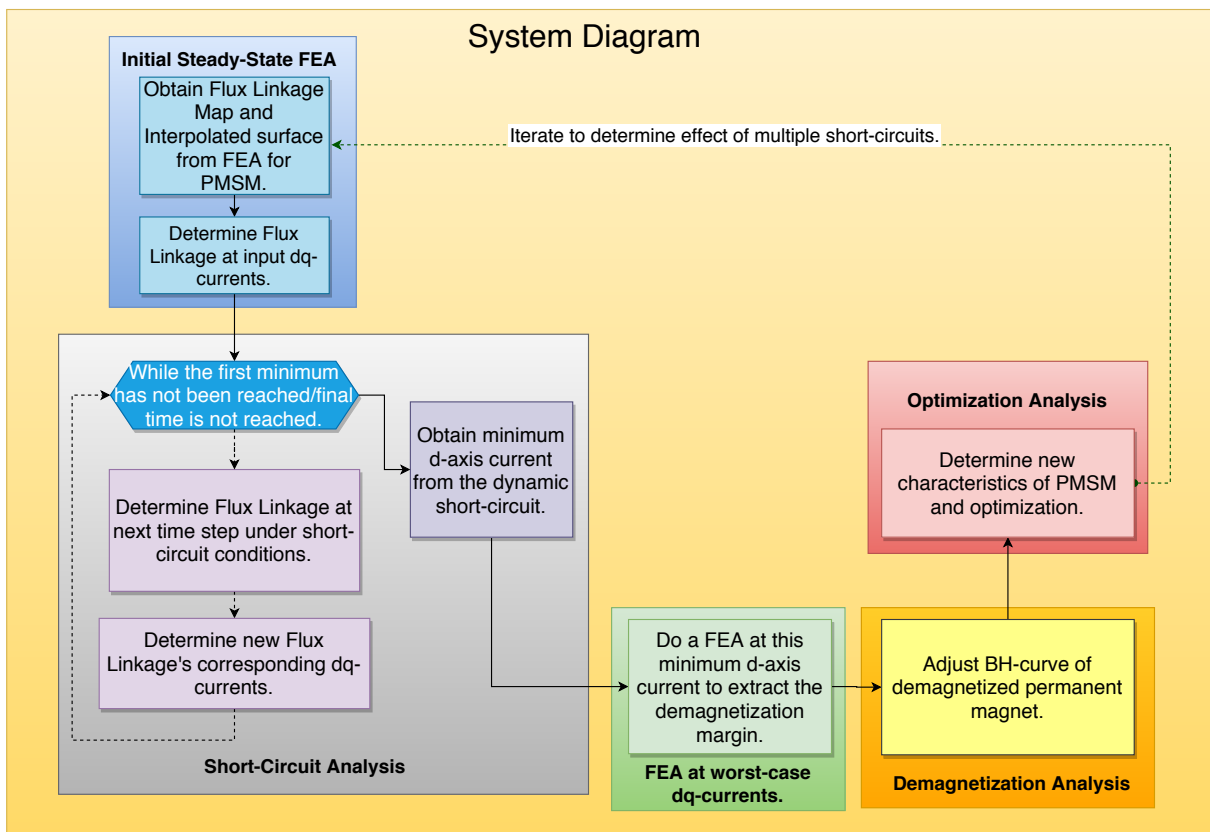 System Diagram
Initial Steady-State FEA
Obtain Flux Linkage
Map and
Interpolated surface
from FEA for
PMSM.
Iterate to determine effect of multiple short-circuits.
Determine Flux
Linkage at input dq-
currents.
While the first minimum
has not been reached/final
time is not reached.
Obtain minimum
d-axis current
from the dynamic
short-circuit.
Determine Flux Linkage at
next time step under short-
circuit conditions.
Determine new Flux
Linkage's corresponding dq-
currents.
Short-Circuit Analysis
Optimization Analysis
Determine new
characteristics of PMSM
and optimization.
Do a FEA at this
minimum d-axis
current to extract the
demagnetization
margin.
FEA at worst-case
dq-currents.
Adjust BH-curve of
demagnetized permanent
magnet.
Demagnetization Analysis